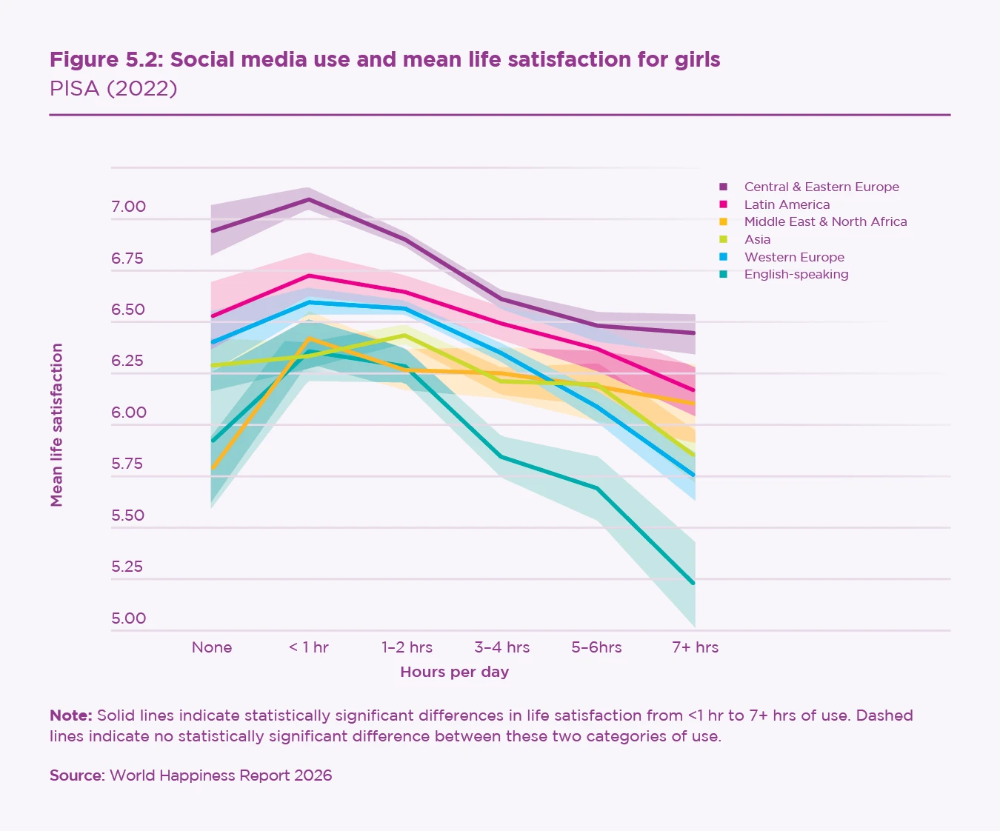 Figure 5.2: Social media use and mean life satisfaction for girls
PISA (2022)
Central & Eastern Europe
Latin America
Middle East & North Africa
Asia
Western Europe
English-speaking
7.00
6.75
6.50
6.25
6.00
5.75
5.50
5.25
5.00
Mean life satisfaction
None
< 1 hr
1–2 hrs
3–4 hrs
5–6hrs
7+ hrs
Hours per day
Note: Solid lines indicate statistically significant differences in life satisfaction from <1 hr to 7+ hrs of use. Dashed
lines indicate no statistically significant difference between these two categories of use.
Source: World Happiness Report 2026